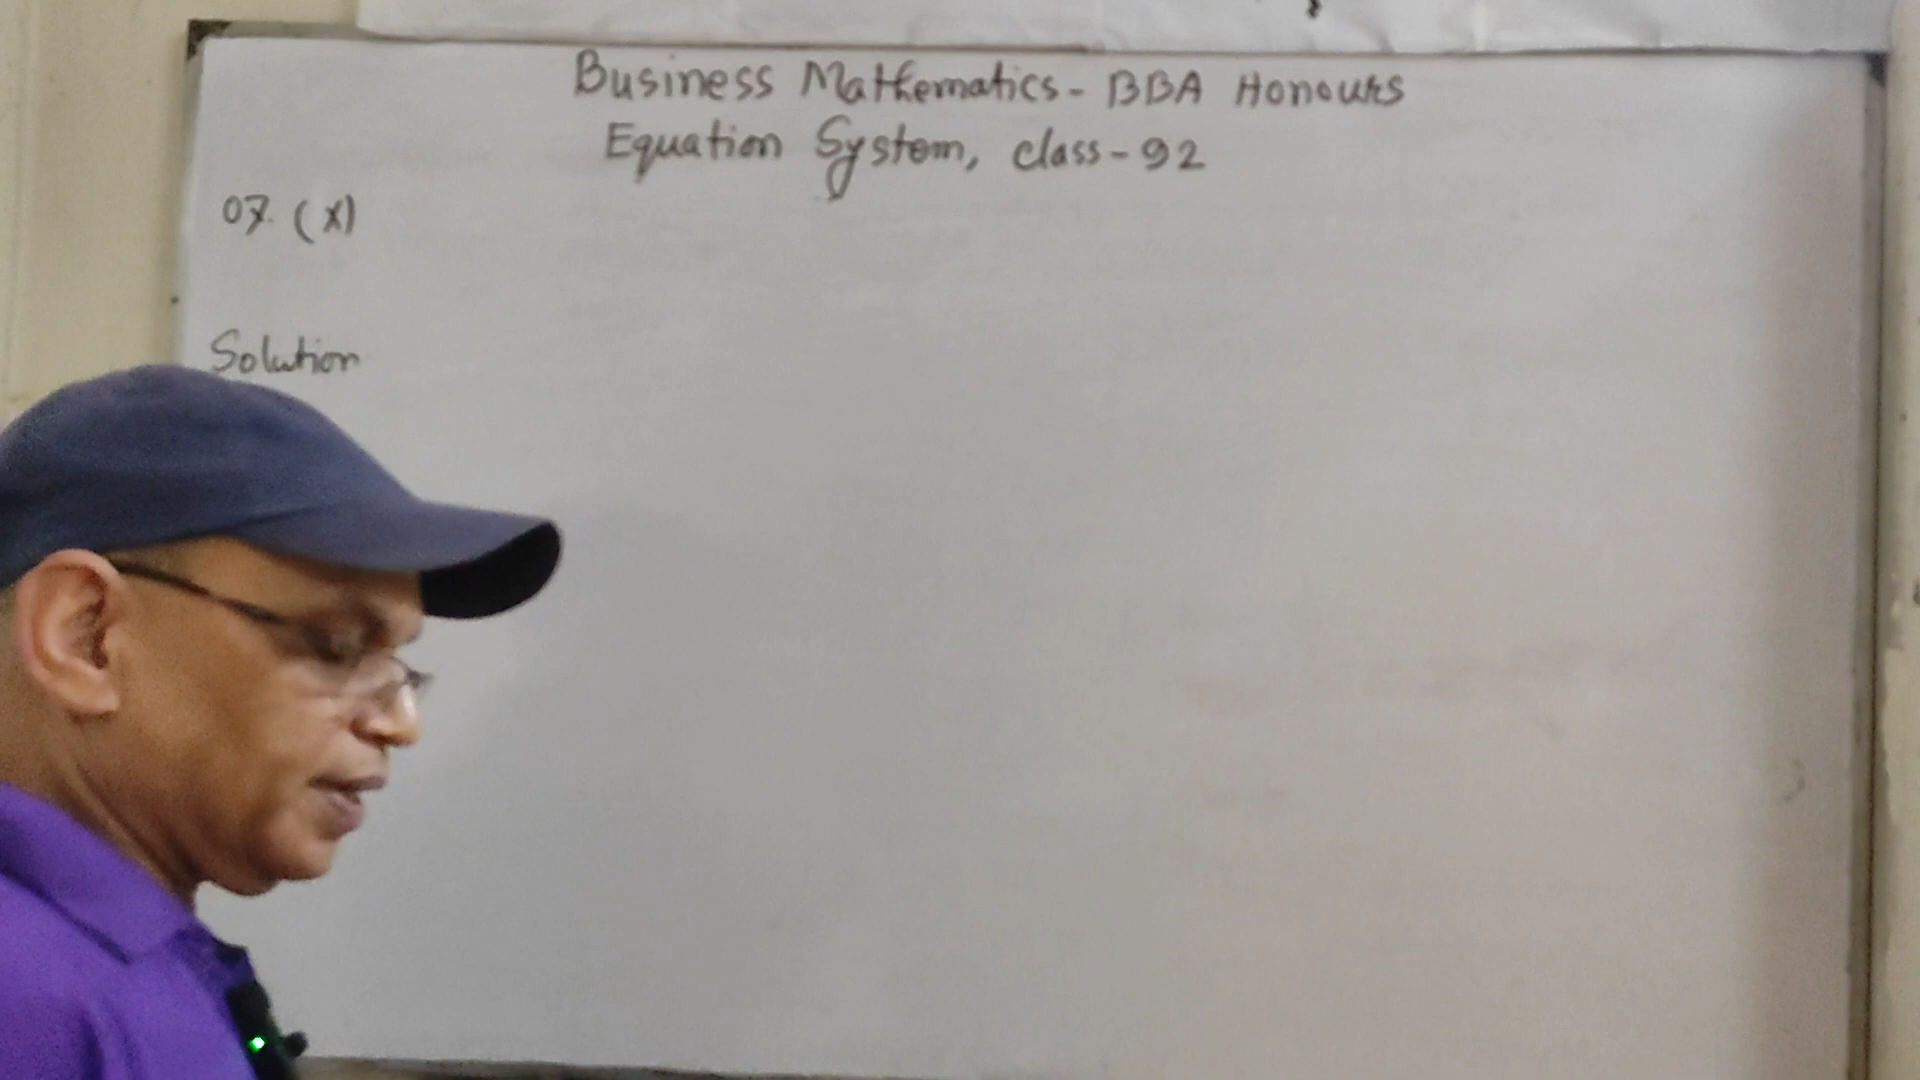 Business Mathematics - BBA Honours
Equation System, class - 92
07. (x)
Solution